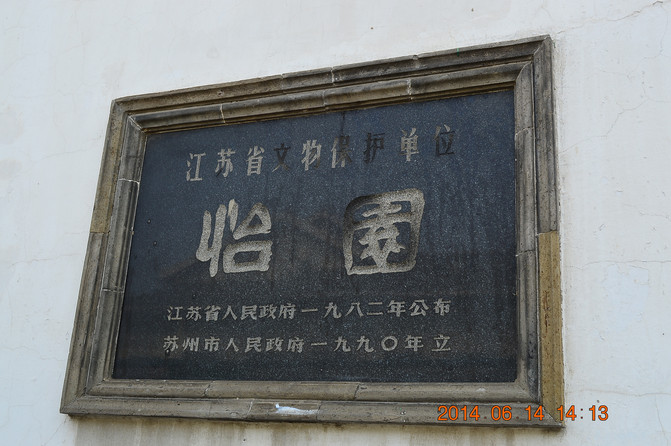 江苏省文物保护单位
怡園
江苏省人民政府一九八二年公布
苏州市人民政府一九九〇年立
2014.06.14 14:13